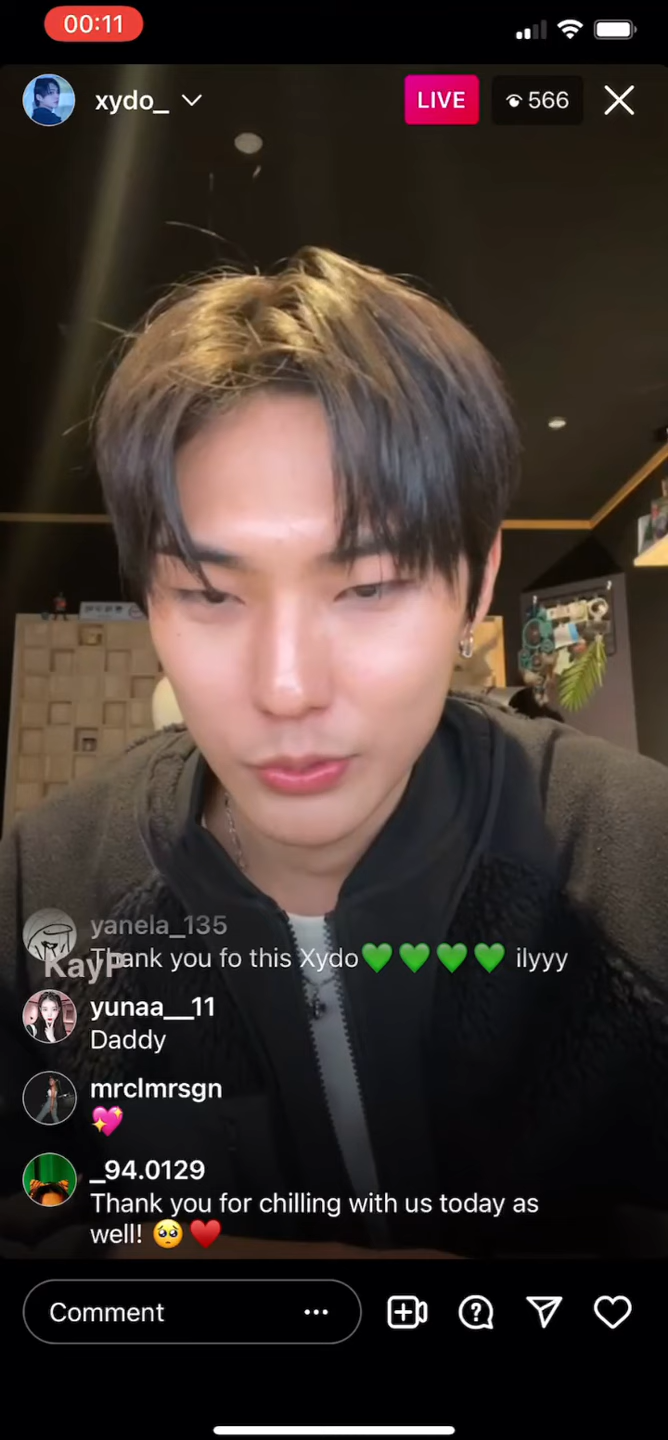 00:11
xydo_
LIVE
566
yanela_135
Thank you fo this Xydo💚💚💚💚 ilyyy
KayP
yunaa__11
Daddy
mrclmrsgn
💖
_94.0129
Thank you for chilling with us today as
well! 🥺♥️
Comment